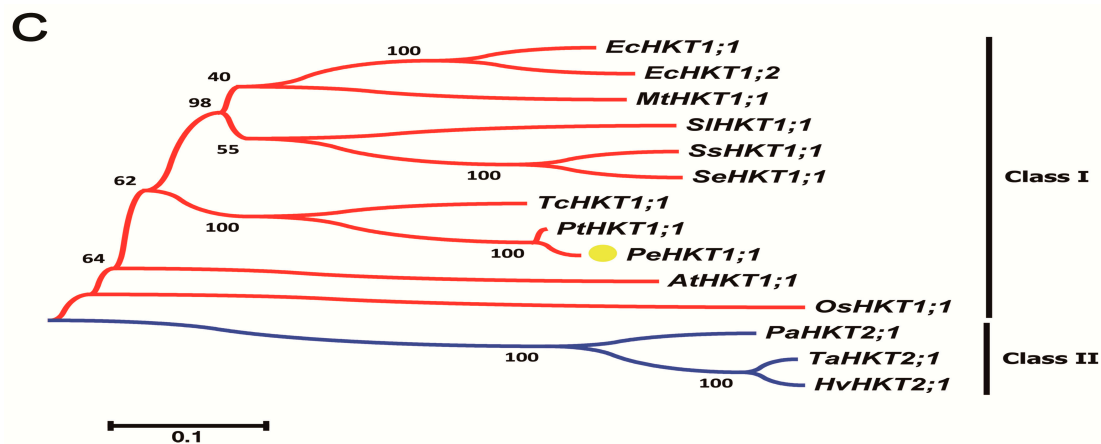 C
100
EcHKT1;1
EcHKT1;2
40
MtHKT1;1
98
SlHKT1;1
55
SsHKT1;1
100
SeHKT1;1
Class I
62
TcHKT1;1
100
PtHKT1;1
100
PeHKT1;1
64
AtHKT1;1
OsHKT1;1
PaHKT2;1
100
TaHKT2;1
Class II
100
HvHKT2;1
0.1